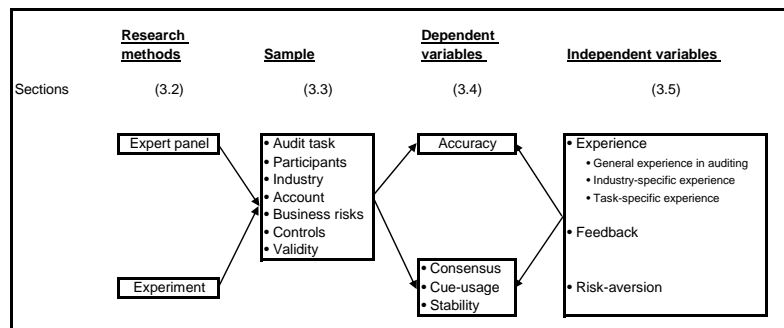 Research methods
Sample
Dependent variables
Independent variables
Sections
(3.2)
(3.3)
(3.4)
(3.5)
Expert panel
Experiment
• Audit task
• Participants
• Industry
• Account
• Business risks
• Controls
• Validity
Accuracy
• Consensus
• Cue-usage
• Stability
• Experience
• General experience in auditing
• Industry-specific experience
• Task-specific experience
• Feedback
• Risk-aversion